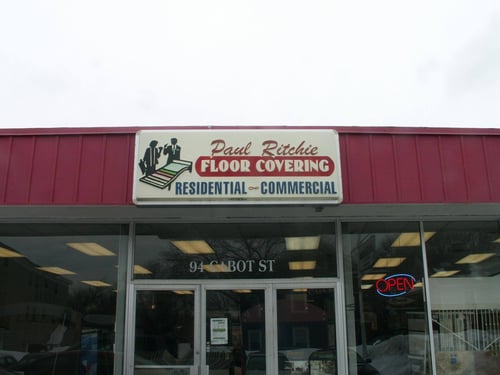 Paul Ritchie
FLOOR COVERING
RESIDENTIAL COMMERCIAL
94 CABOT ST
OPEN